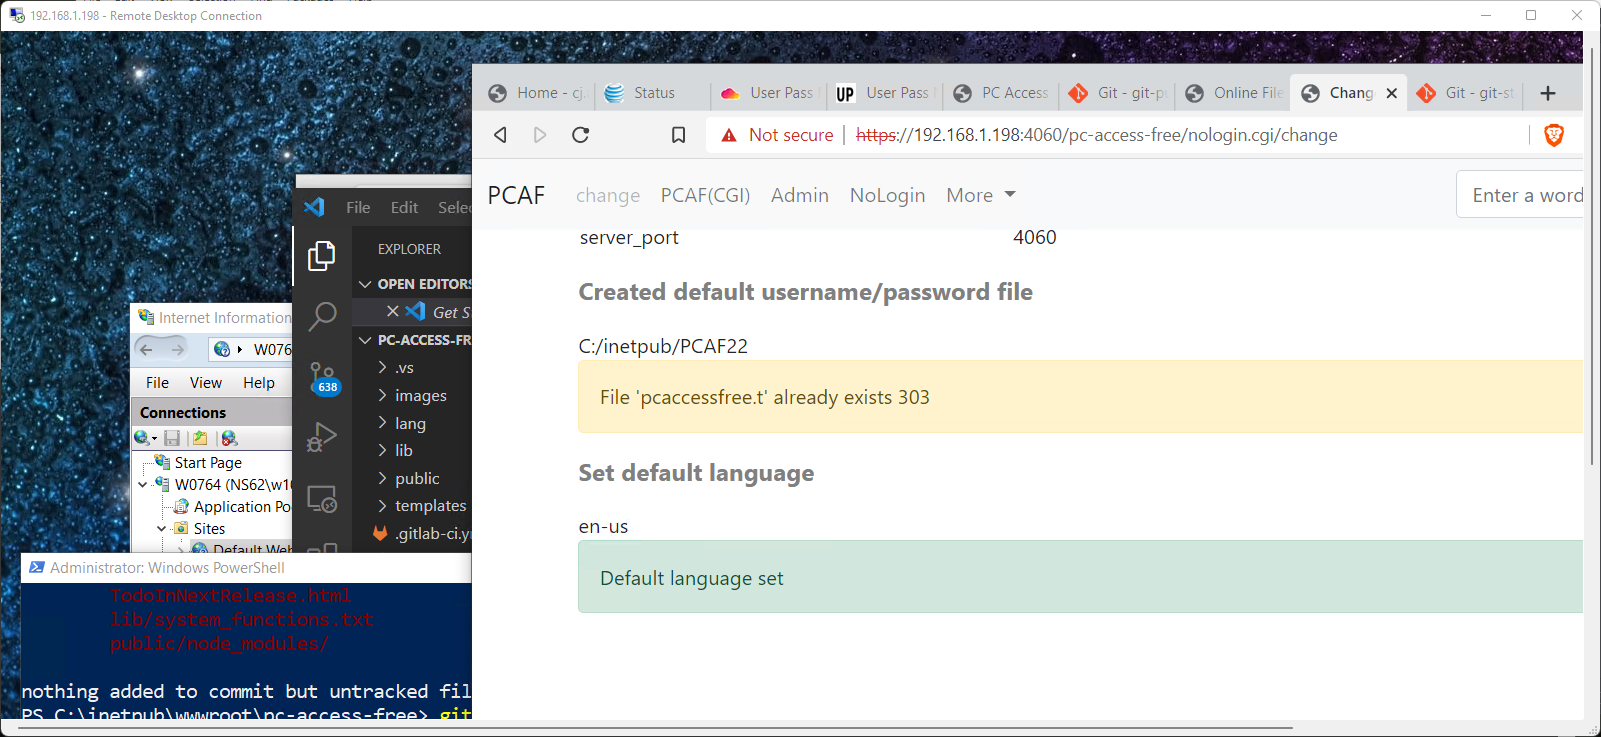 192.168.1.198 - Remote Desktop Connection
Home - cj.
Status
User Pass
UP User Pass
PC Access
Git - git-p
Online File
Chang
Git - git-st
Not secure | https://192.168.1.198:4060/pc-access-free/nologin.cgi/change
PCAF change PCAF(CGI) Admin NoLogin More Enter a word
server_port 4060
Created default username/password file
C:/inetpub/PCAF22
File 'pcaccessfree.t' already exists 303
Set default language
en-us
Default language set
File Edit Selec
EXPLORER
OPEN EDITORS
Get S
PC-ACCESS-FR
.vs
images
lang
lib
public
templates
.gitlab-ci.y
638
Internet Information
W076
File View Help
Connections
Start Page
W0764 (NS62\w10
Application Po
Sites
Default Web
Administrator: Windows PowerShell
TodoInNextRelease.html
lib/system_functions.txt
public/node_modules/
nothing added to commit but untracked fil
PS C:\inetpub\wwwroot\pc-access-free> git